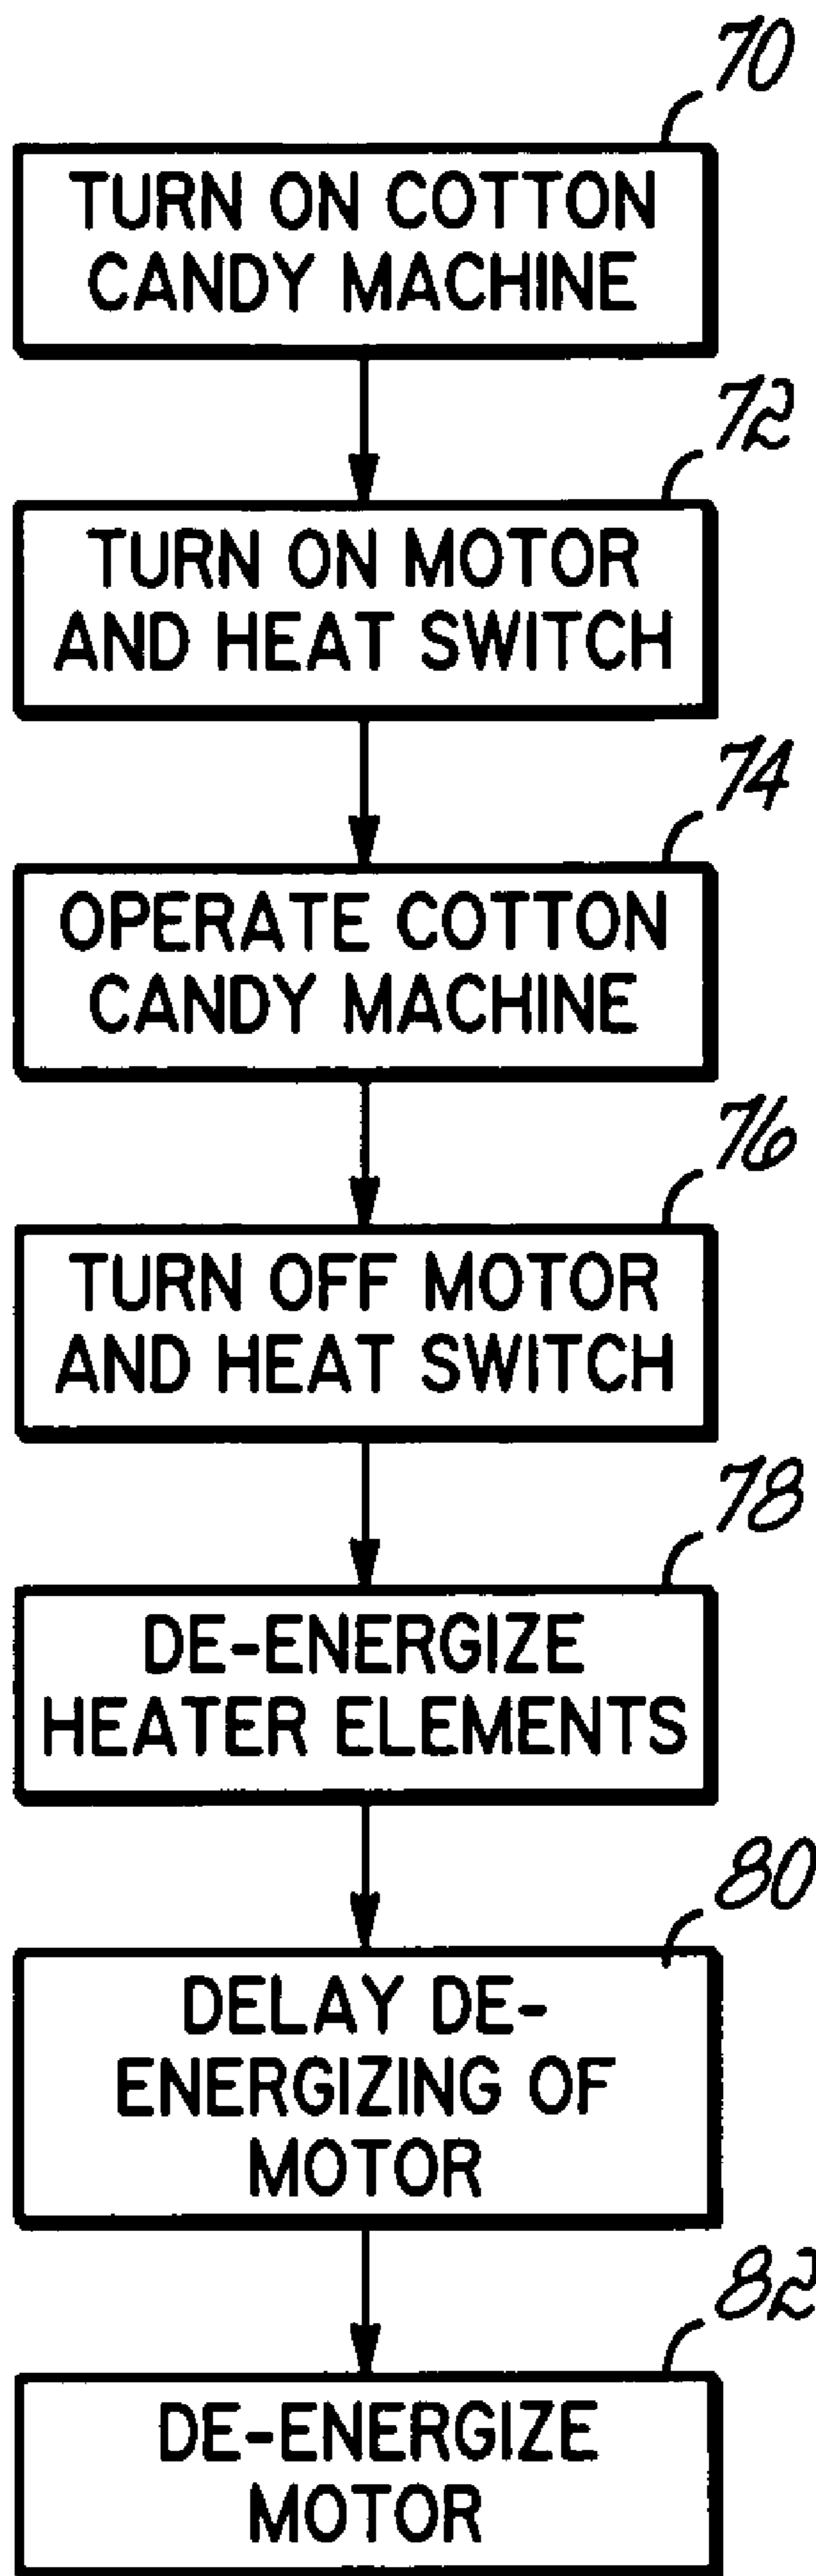 70
TURN ON COTTON
CANDY MACHINE
72
TURN ON MOTOR
AND HEAT SWITCH
74
OPERATE COTTON
CANDY MACHINE
76
TURN OFF MOTOR
AND HEAT SWITCH
78
DE-ENERGIZE
HEATER ELEMENTS
80
DELAY DE-
ENERGIZING OF
MOTOR
82
DE-ENERGIZE
MOTOR